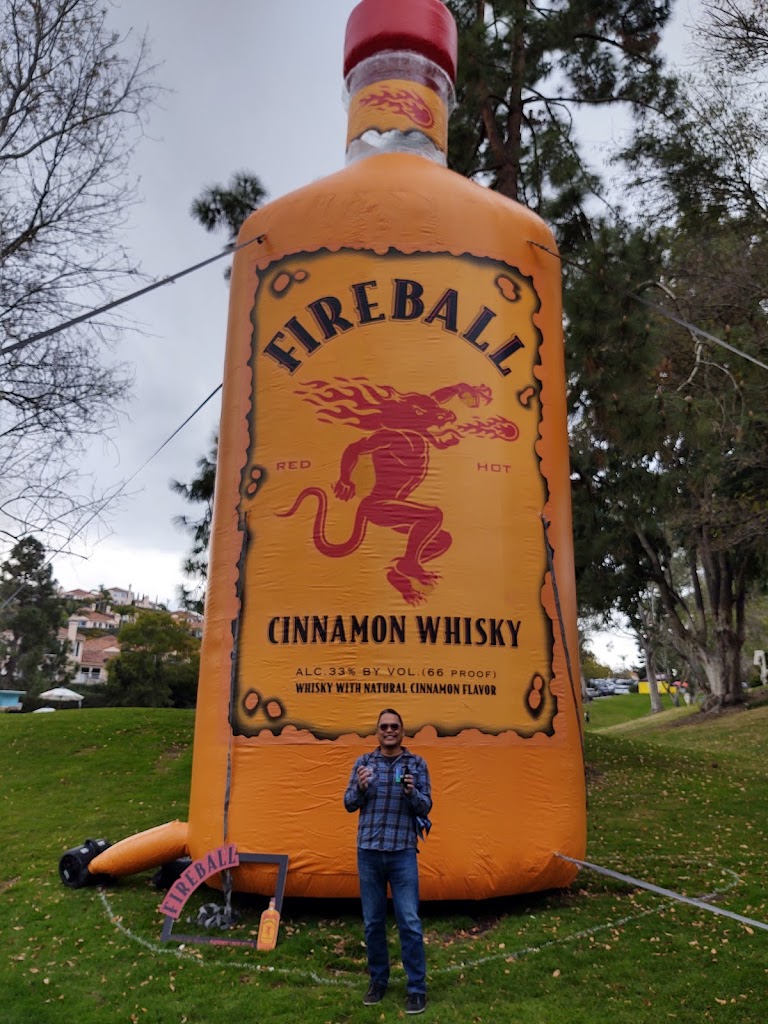 FIREBALL
RED HOT
CINNAMON WHISKY
ALC.33% BY VOL.(66 PROOF)
WHISKY WITH NATURAL CINNAMON FLAVOR
FIREBALL